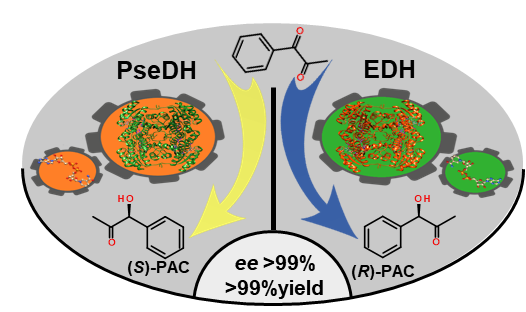 O
O
PseDH
EDH
HO
O
(S)-PAC
OH
O
(R)-PAC
ee >99%
>99%yield